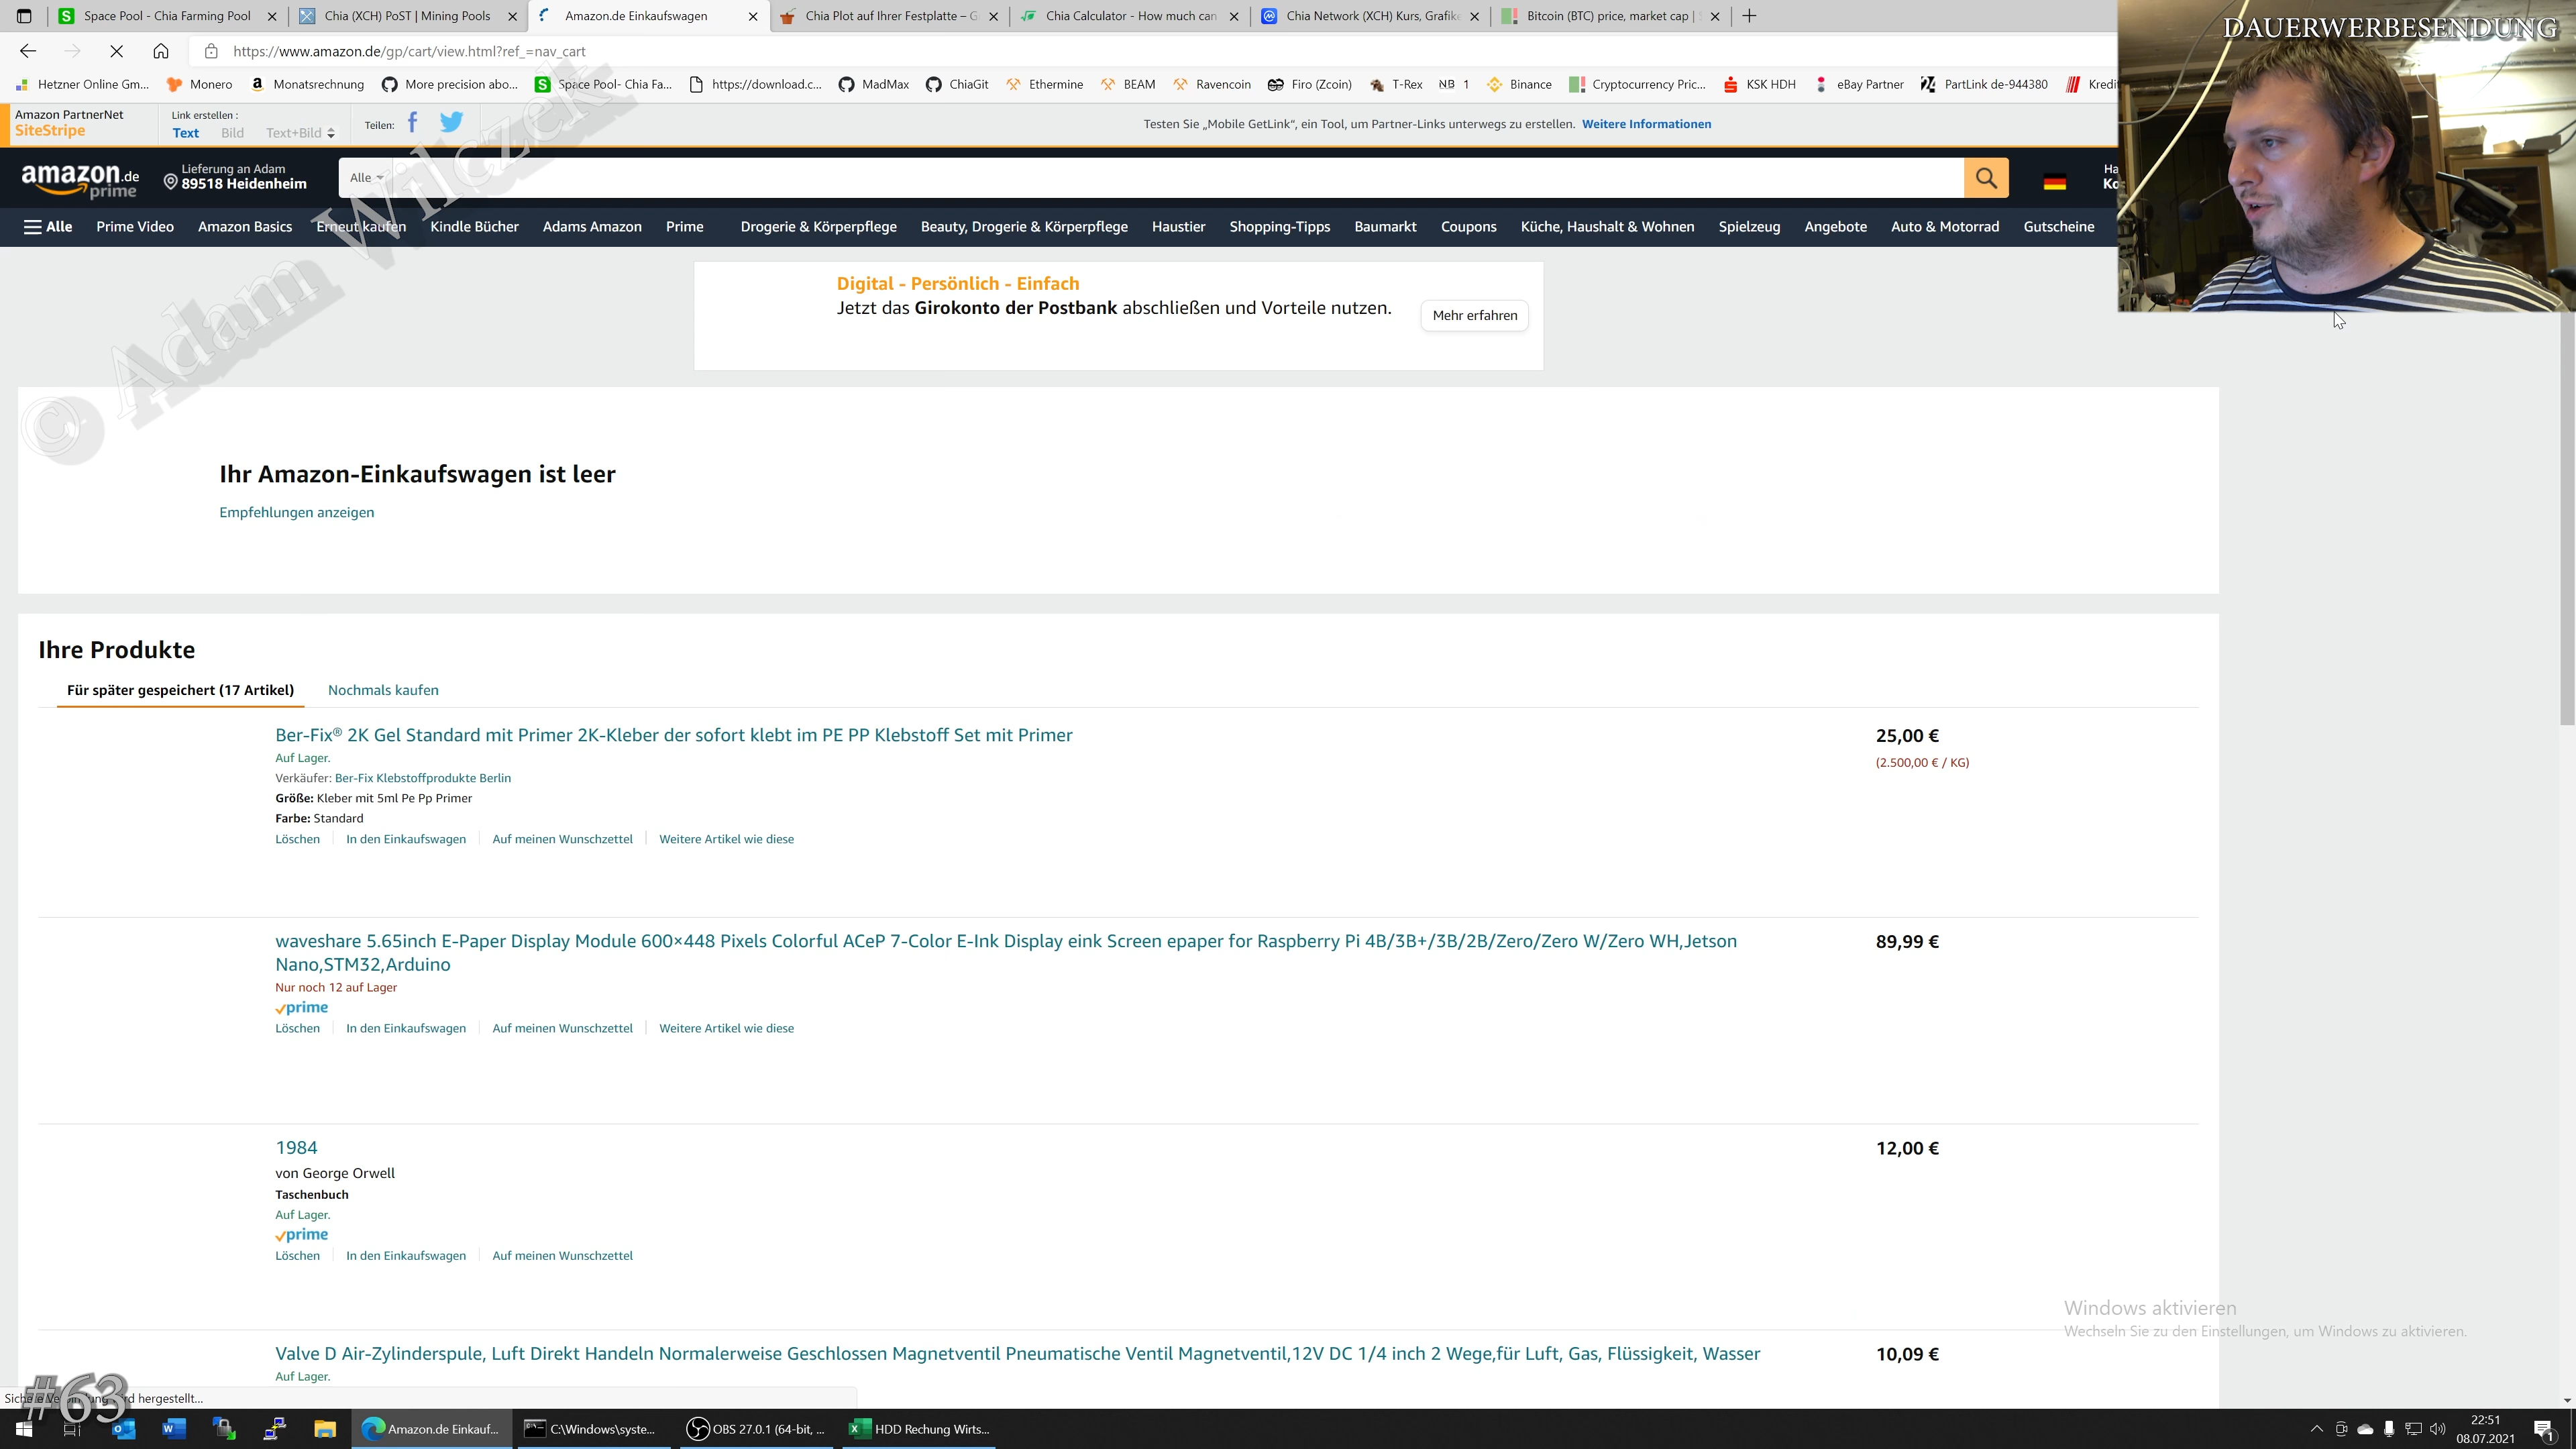 Space Pool - Chia Farming Pool
Chia (XCH) PoST | Mining Pools
Amazon.de Einkaufswagen
Chia Plot auf Ihrer Festplatte – G
Chia Calculator - How much can
Chia Network (XCH) Kurs, Grafike
Bitcoin (BTC) price, market cap |
DAUERWERBESENDUNG
https://www.amazon.de/gp/cart/view.html?ref_=nav_cart
Hetzner Online Gm...
Monero
Monatsrechnung
More precision abo...
Space Pool- Chia Fa...
https://download.c...
MadMax
ChiaGit
Ethermine
BEAM
Ravencoin
Firo (Zcoin)
T-Rex
NB 1
Binance
Cryptocurrency Pric...
KSK HDH
eBay Partner
PartLink de-944380
Kredi
Amazon PartnerNet
SiteStripe
Link erstellen :
Text Bild Text+Bild
Teilen:
Testen Sie „Mobile GetLink“, ein Tool, um Partner-Links unterwegs zu erstellen. Weitere Informationen
amazon.de
prime
Lieferung an Adam
89518 Heidenheim
Alle
Ha
Ko
Alle
Prime Video
Amazon Basics
Erneut kaufen
Kindle Bücher
Adams Amazon
Prime
Drogerie & Körperpflege
Beauty, Drogerie & Körperpflege
Haustier
Shopping-Tipps
Baumarkt
Coupons
Küche, Haushalt & Wohnen
Spielzeug
Angebote
Auto & Motorrad
Gutscheine
© Adam Wilczek
Digital - Persönlich - Einfach
Jetzt das Girokonto der Postbank abschließen und Vorteile nutzen.
Mehr erfahren
Ihr Amazon-Einkaufswagen ist leer
Empfehlungen anzeigen
Ihre Produkte
Für später gespeichert (17 Artikel)
Nochmals kaufen
Ber-Fix® 2K Gel Standard mit Primer 2K-Kleber der sofort klebt im PE PP Klebstoff Set mit Primer
25,00 €
Auf Lager.
(2.500,00 € / KG)
Verkäufer: Ber-Fix Klebstoffprodukte Berlin
Größe: Kleber mit 5ml Pe Pp Primer
Farbe: Standard
Löschen | In den Einkaufswagen | Auf meinen Wunschzettel | Weitere Artikel wie diese
waveshare 5.65inch E-Paper Display Module 600×448 Pixels Colorful ACeP 7-Color E-Ink Display eink Screen epaper for Raspberry Pi 4B/3B+/3B/2B/Zero/Zero W/Zero WH,Jetson
Nano,STM32,Arduino
89,99 €
Nur noch 12 auf Lager
prime
Löschen | In den Einkaufswagen | Auf meinen Wunschzettel | Weitere Artikel wie diese
1984
12,00 €
von George Orwell
Taschenbuch
Auf Lager.
prime
Löschen | In den Einkaufswagen | Auf meinen Wunschzettel
Windows aktivieren
Wechseln Sie zu den Einstellungen, um Windows zu aktivieren.
Valve D Air-Zylinderspule, Luft Direkt Handeln Normalerweise Geschlossen Magnetventil Pneumatische Ventil Magnetventil,12V DC 1/4 inch 2 Wege,für Luft, Gas, Flüssigkeit, Wasser
10,09 €
Auf Lager.
#63
hergestellt...
Amazon.de Einkauf...
C:\Windows\syste...
OBS 27.0.1 (64-bit, ...
HDD Rechung Wirts...
22:51
08.07.2021
1